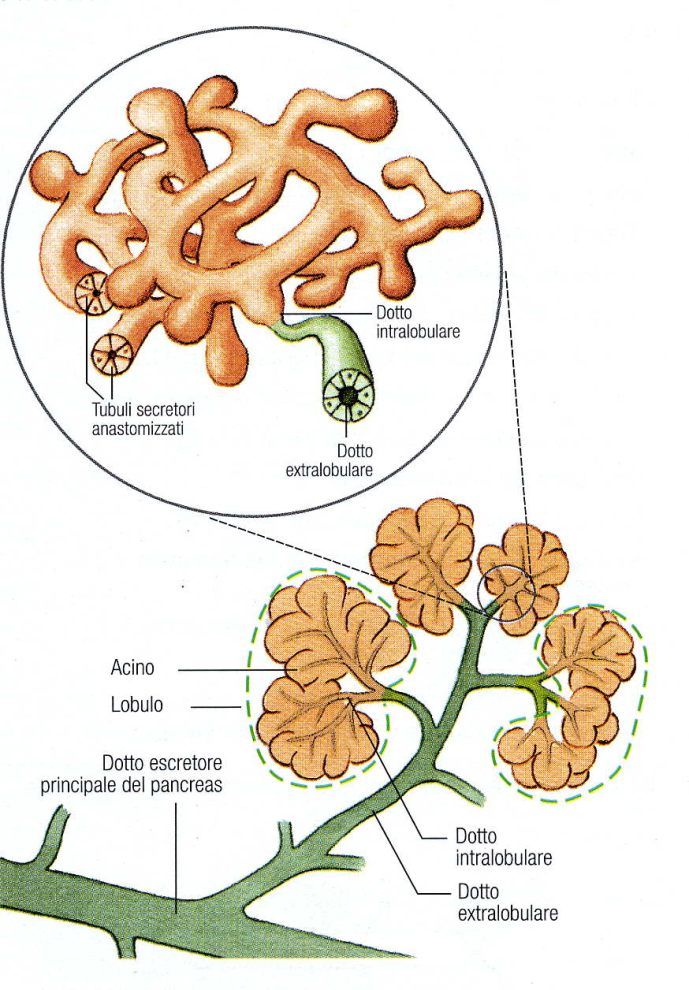 Dotto
intralobulare
Tubuli secretori
anastomizzati
Dotto
extralobulare
Acino
Lobulo
Dotto escretore
principale del pancreas
Dotto
intralobulare
Dotto
extralobulare